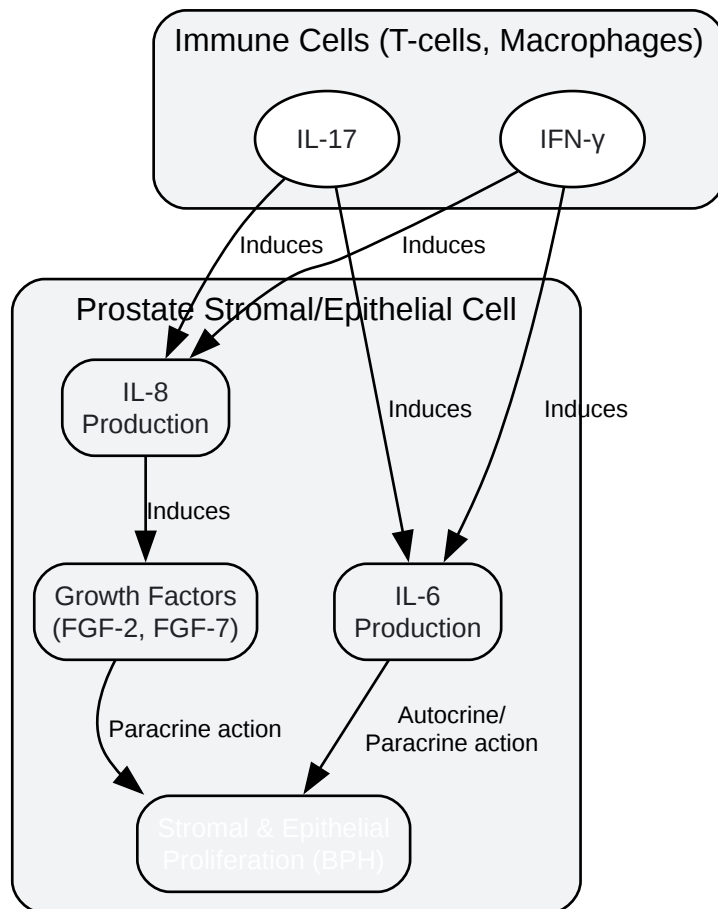 Immune Cells (T-cells, Macrophages)
IL-17
IFN-γ
Induces
Induces
Prostate Stromal/Epithelial Cell
IL-8
Production
Induces
Induces
Induces
Growth Factors
(FGF-2, FGF-7)
IL-6
Production
Paracrine action
Autocrine/
Paracrine action
Stromal & Epithelial
Proliferation (BPH)